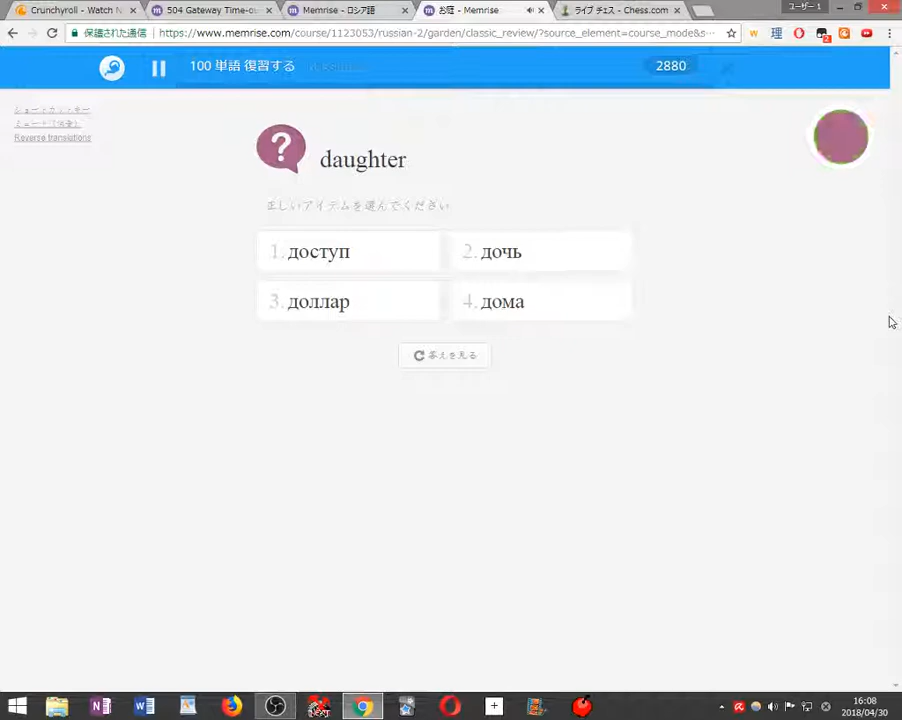 Crunchyroll - Watch N
504 Gateway Time-ou
Memrise - ロシア語
お庭 - Memrise
ライブ チェス - Chess.com
ユーザー 1
保護された通信
https://www.memrise.com/course/1123053/russian-2/garden/classic_review/?source_element=course_mode&s…
100 単語 復習する
2880
Reverse translations
daughter
正しいアイテムを選んでください
1. доступ
2. дочь
3. доллар
4. дома
答えを見る
16:08
2018/04/30